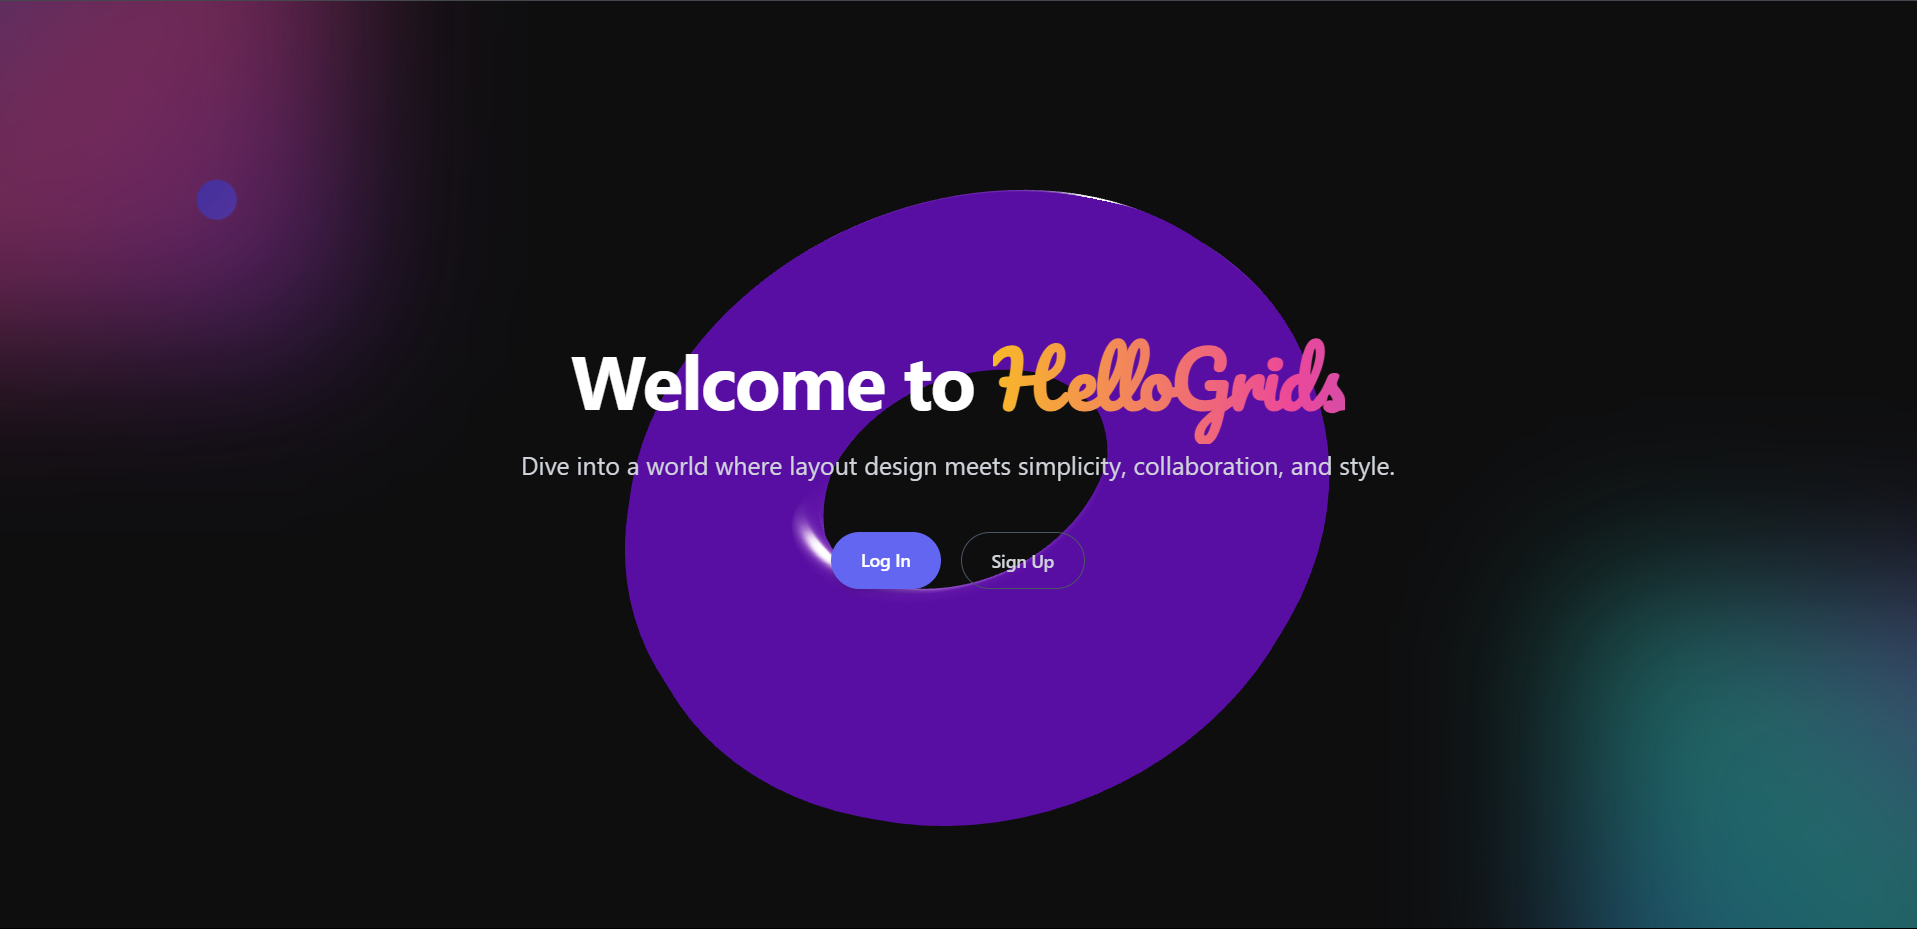 Welcome to HelloGrids
Dive into a world where layout design meets simplicity, collaboration, and style.
Log In
Sign Up